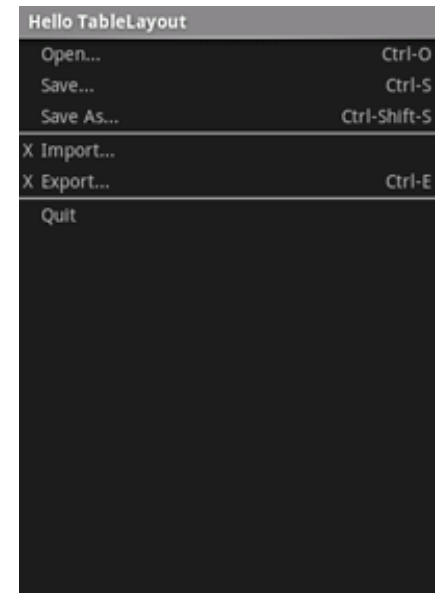 Hello TableLayout
Open... Ctrl-O
Save... Ctrl-S
Save As... Ctrl-Shift-S
X Import...
X Export... Ctrl-E
Quit